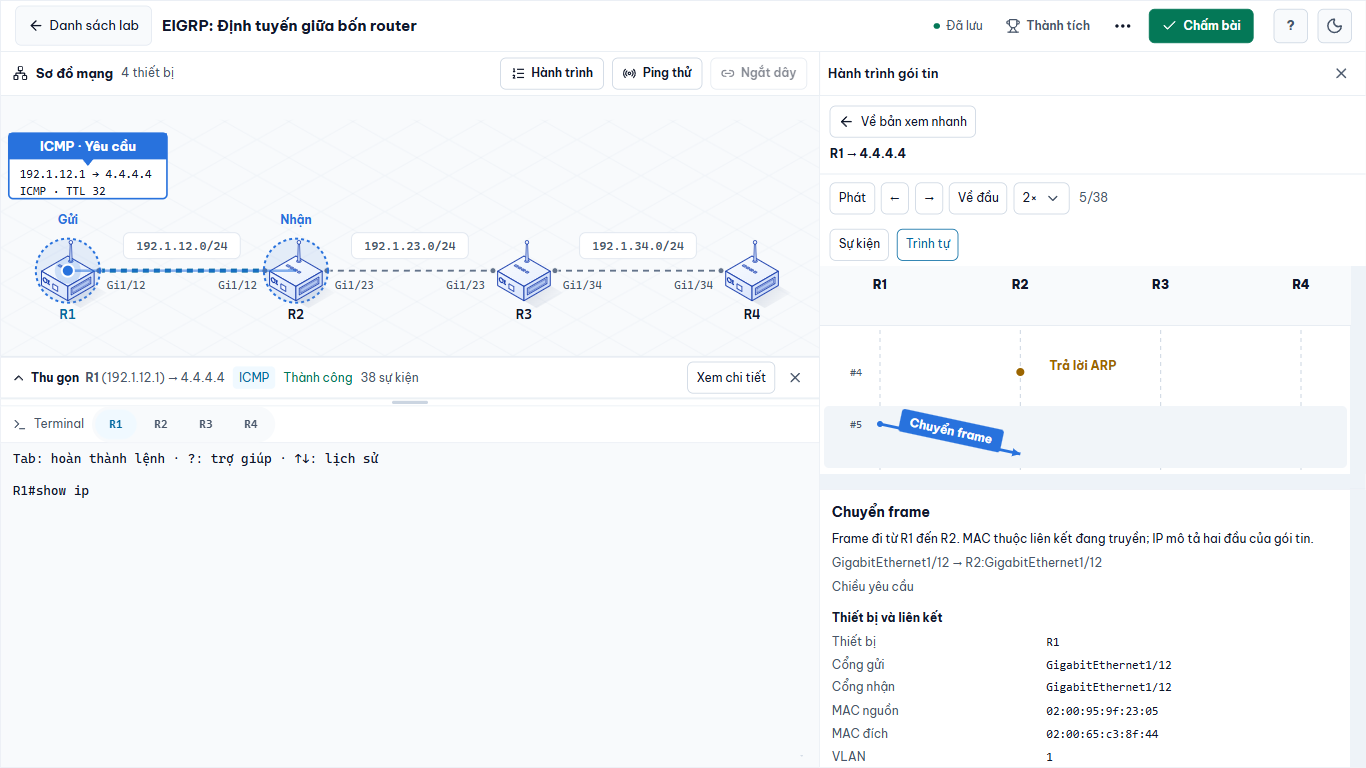 Danh sách lab
EIGRP: Định tuyến giữa bốn router
Đã lưu
Thành tích
Chấm bài
?
Sơ đồ mạng 4 thiết bị
Hành trình
Ping thử
Ngắt dây
ICMP · Yêu cầu
192.1.12.1 → 4.4.4.4
ICMP · TTL 32
Gửi
Nhận
192.1.12.0/24
192.1.23.0/24
192.1.34.0/24
Gi1/12
Gi1/12
Gi1/23
Gi1/23
Gi1/34
Gi1/34
R1
R2
R3
R4
Thu gọn R1 (192.1.12.1) → 4.4.4.4 ICMP Thành công 38 sự kiện
Xem chi tiết
Terminal
R1
R2
R3
R4
Tab: hoàn thành lệnh · ?: trợ giúp · ↑↓: lịch sử
R1#show ip
Hành trình gói tin
Về bản xem nhanh
R1 → 4.4.4.4
Phát
←
→
Về đầu
2×
5/38
Sự kiện
Trình tự
R1
R2
R3
R4
#4
Trả lời ARP
#5
Chuyển frame
Chuyển frame
Frame đi từ R1 đến R2. MAC thuộc liên kết đang truyền; IP mô tả hai đầu của gói tin.
GigabitEthernet1/12 → R2:GigabitEthernet1/12
Chiều yêu cầu
Thiết bị và liên kết
Thiết bị R1
Cổng gửi GigabitEthernet1/12
Cổng nhận GigabitEthernet1/12
MAC nguồn 02:00:95:9f:23:05
MAC đích 02:00:65:c3:8f:44
VLAN 1